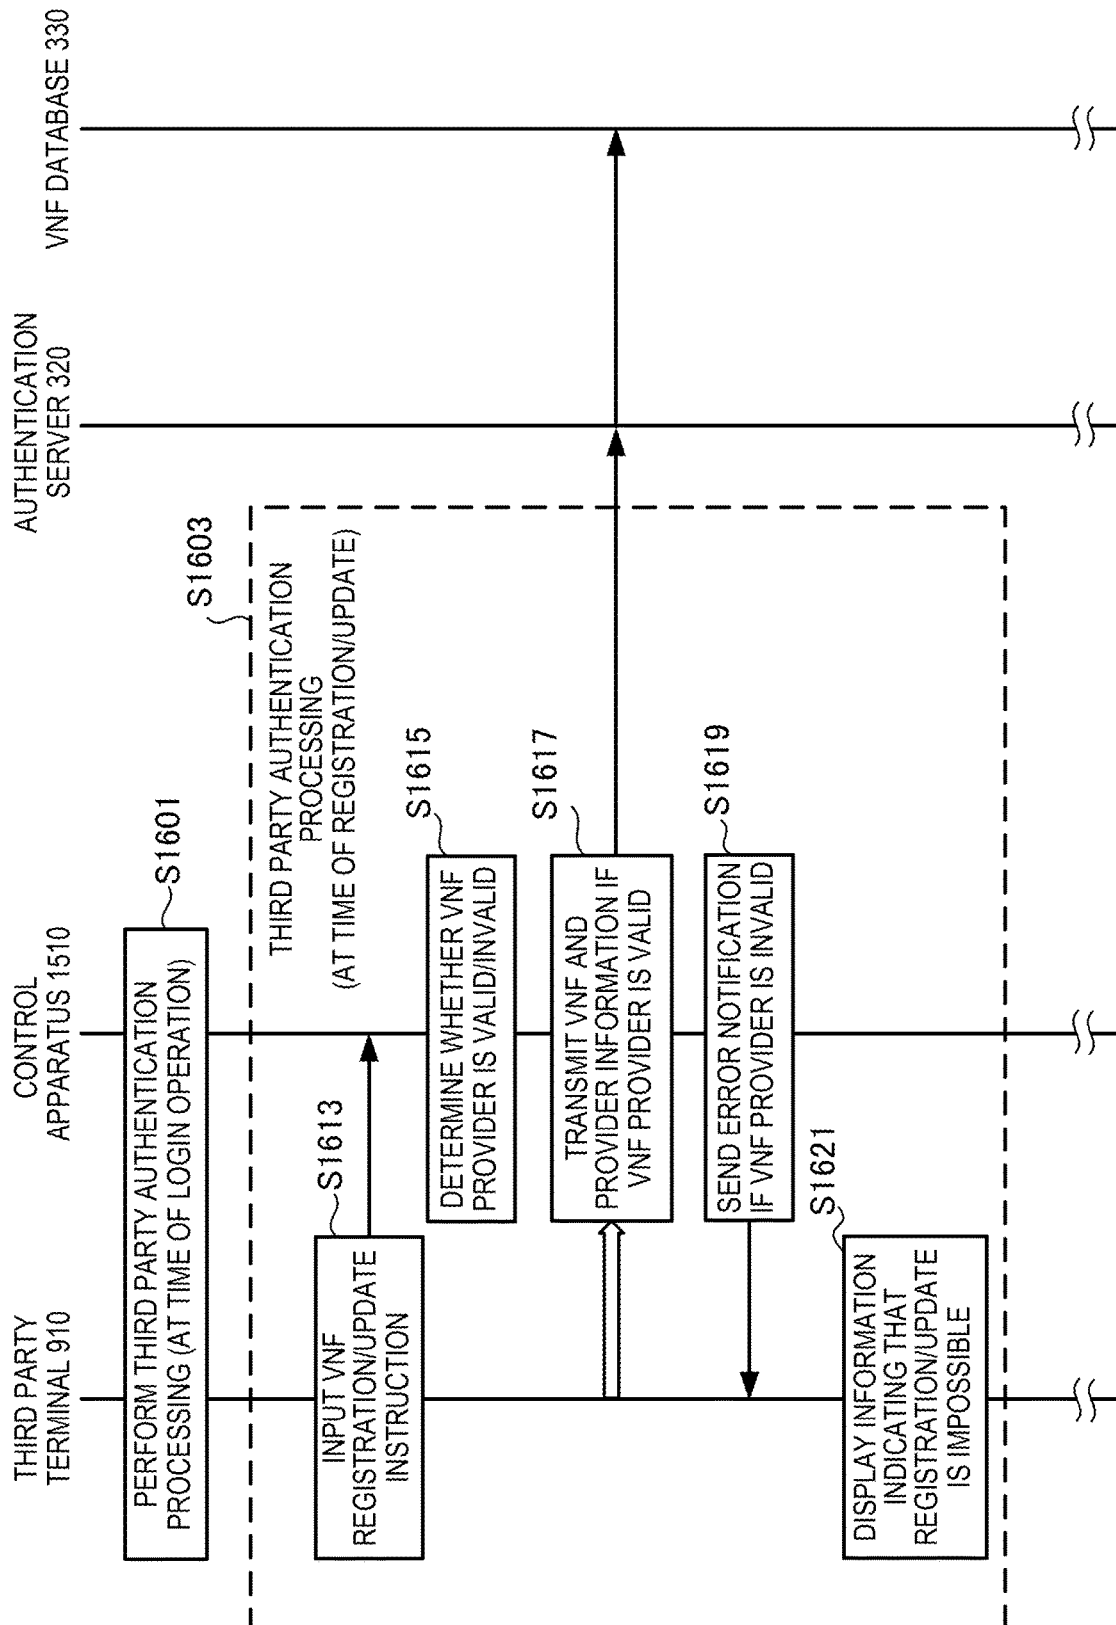 THIRD PARTY
TERMINAL 910
CONTROL
APPARATUS 1510
AUTHENTICATION
SERVER 320
VNF DATABASE 330
S1601
PERFORM THIRD PARTY AUTHENTICATION
PROCESSING (AT TIME OF LOGIN OPERATION)
S1603
THIRD PARTY AUTHENTICATION
PROCESSING
(AT TIME OF REGISTRATION/UPDATE)
S1613
INPUT VNF
REGISTRATION/UPDATE
INSTRUCTION
S1615
DETERMINE WHETHER VNF
PROVIDER IS VALID/INVALID
S1617
TRANSMIT VNF AND
PROVIDER INFORMATION IF
VNF PROVIDER IS VALID
S1619
SEND ERROR NOTIFICATION
IF VNF PROVIDER IS INVALID
S1621
DISPLAY INFORMATION
INDICATING THAT
REGISTRATION/UPDATE
IS IMPOSSIBLE